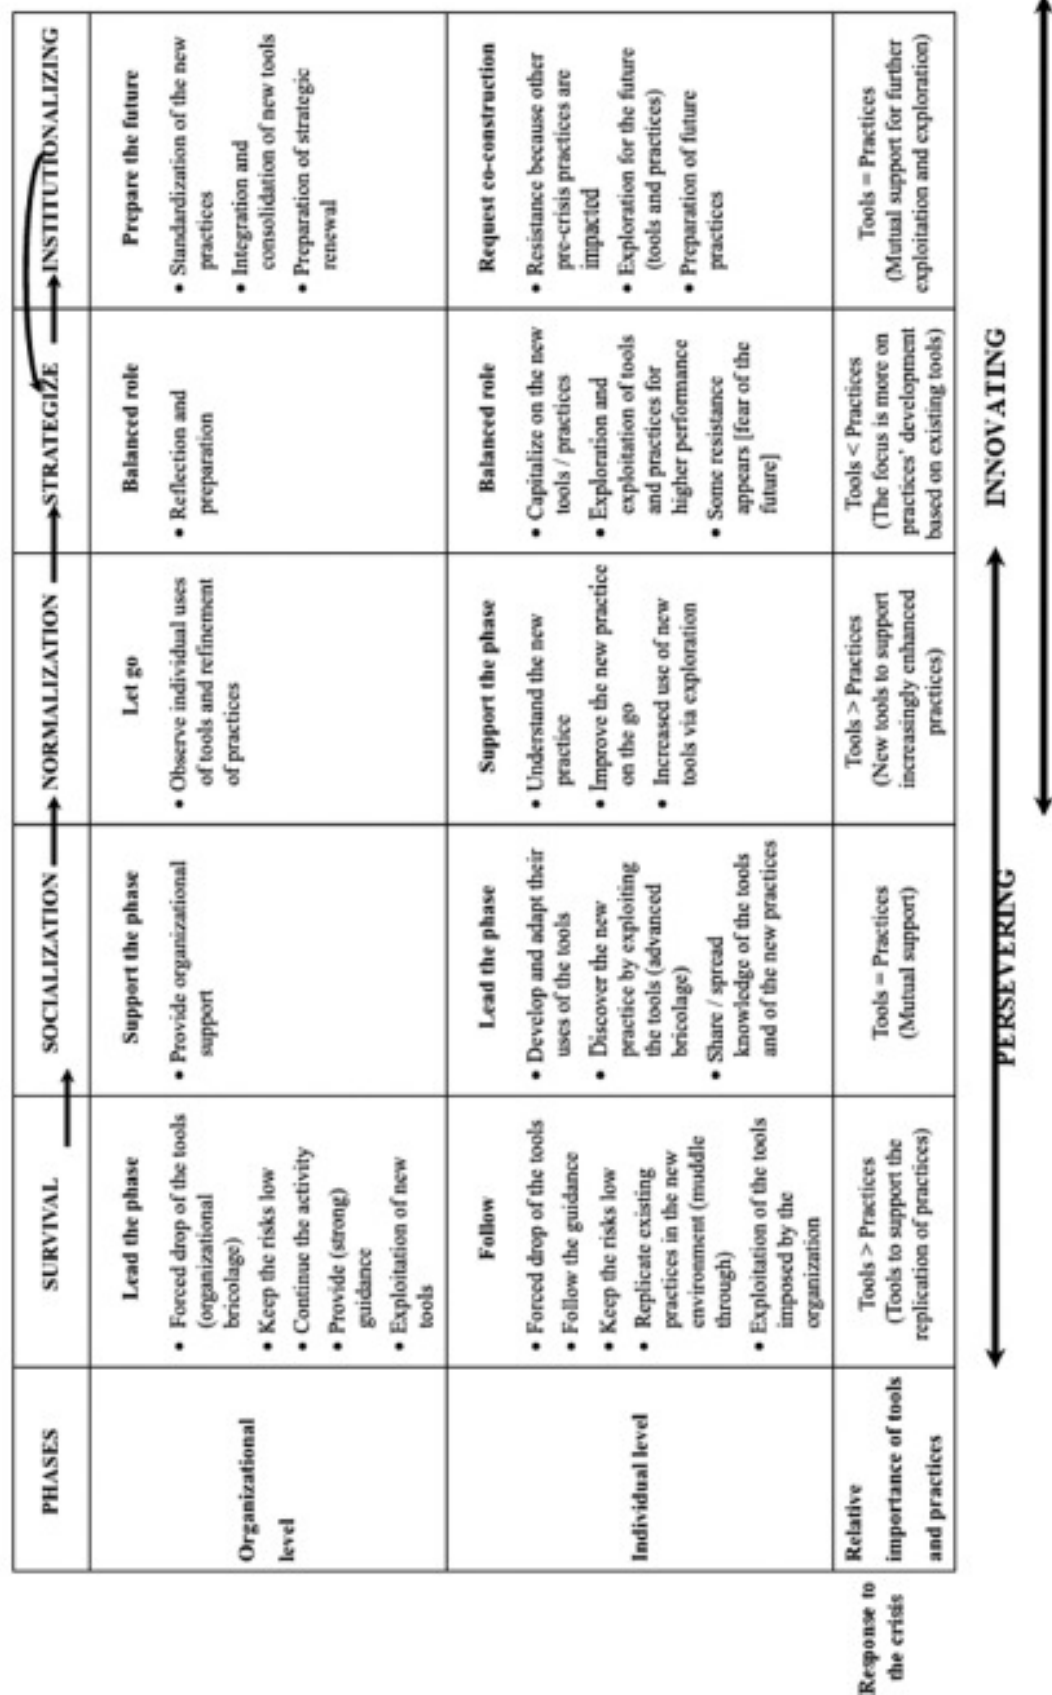 PHASES
SURVIVAL
SOCIALIZATION
NORMALIZATION
STRATEGIZE
INSTITUTIONALIZING
Organizational
level
Lead the phase
• Forced drop of the tools
(organizational
bricolage)
• Keep the risks low
• Continue the activity
• Provide (strong)
guidance
• Exploitation of new
tools
Support the phase
• Provide organizational
support
Let go
• Observe individual uses
of tools and refinement
of practices
Balanced role
• Reflection and
preparation
Prepare the future
• Standardization of the new
practices
• Integration and
consolidation of new tools
• Preparation of strategic
renewal
Individual level
Follow
• Forced drop of the tools
• Follow the guidance
• Keep the risks low
• Replicate existing
practices in the new
environment (muddle
through)
• Exploitation of the tools
imposed by the
organization
Lead the phase
• Develop and adapt their
uses of the tools
• Discover the new
practice by exploiting
the tools (advanced
bricolage)
• Share / spread
knowledge of the tools
and of the new practices
Support the phase
• Understand the new
practice
• Improve the new practice
on the go
• Increased use of new
tools via exploration
Balanced role
• Capitalize on the new
tools / practices
• Exploration and
exploitation of tools
and practices for
higher performance
• Some resistance
appears [fear of the
future]
Request co-construction
• Resistance because other
pre-crisis practices are
impacted
• Exploration for the future
(tools and practices)
• Preparation of future
practices
Relative
importance of tools
and practices
Tools > Practices
(Tools to support the
replication of practices)
Tools = Practices
(Mutual support)
Tools > Practices
(New tools to support
increasingly enhanced
practices)
Tools < Practices
(The focus is more on
practices' development
based on existing tools)
Tools = Practices
(Mutual support for further
exploitation and exploration)
Response to
the crisis
PERSEVERING
INNOVATING